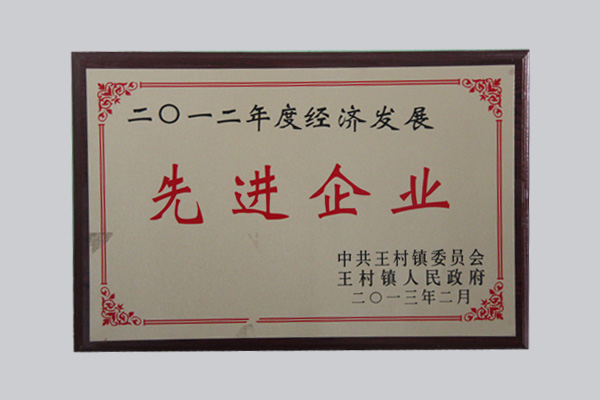 二〇一二年度经济发展
先进企业
中共王村镇委员会
王村镇人民政府
二〇一三年二月